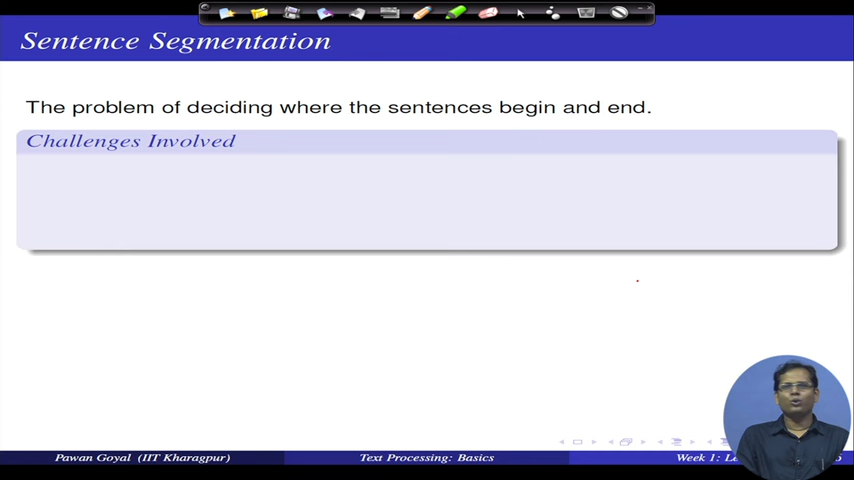 Sentence Segmentation
The problem of deciding where the sentences begin and end.
Challenges Involved
Pawan Goyal (IIT Kharagpur)
Text Processing: Basics
Week 1: